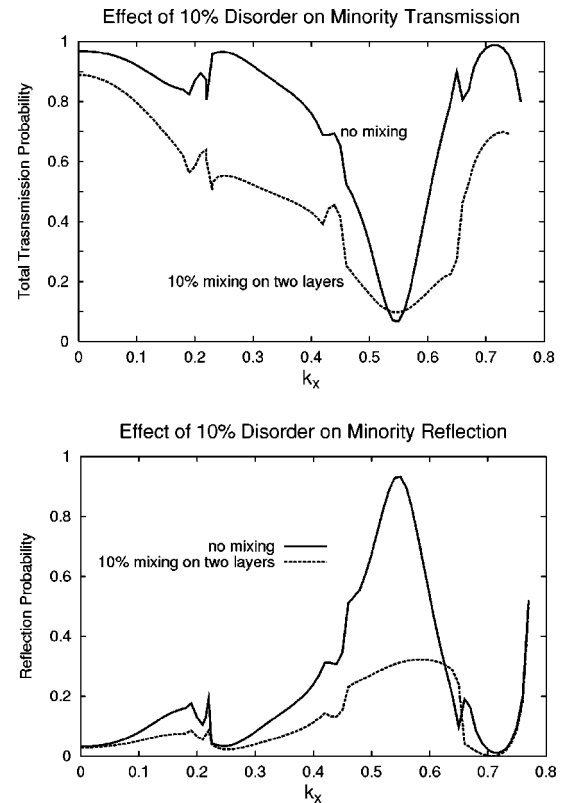 Effect of 10% Disorder on Minority Transmission
1
0.8
0.6
0.4
0.2
0
Total Trasnsmission Probability
no mixing
10% mixing on two layers
0 0.1 0.2 0.3 0.4 0.5 0.6 0.7 0.8
kx
Effect of 10% Disorder on Minority Reflection
1
0.8
0.6
0.4
0.2
0
Reflection Probability
no mixing
10% mixing on two layers
0 0.1 0.2 0.3 0.4 0.5 0.6 0.7 0.8
kx